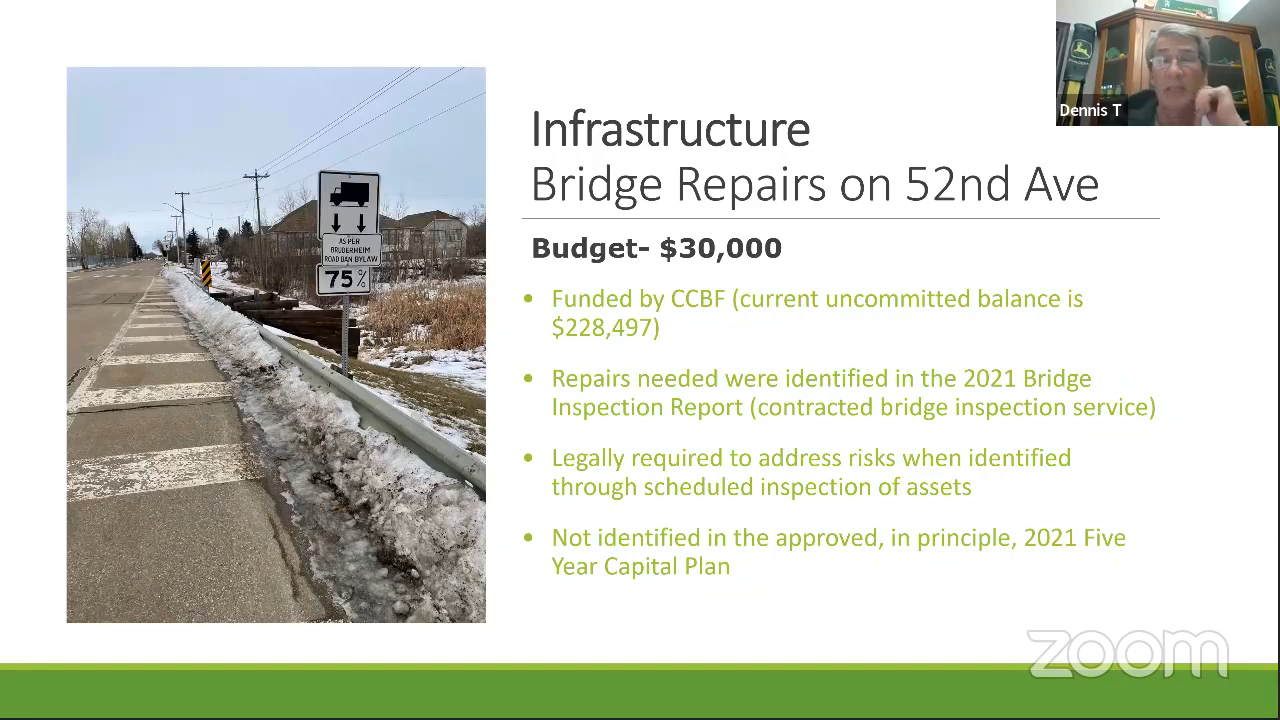 Dennis T
Infrastructure
Bridge Repairs on 52nd Ave
Budget- $30,000
• Funded by CCBF (current uncommitted balance is
$228,497)
• Repairs needed were identified in the 2021 Bridge
Inspection Report (contracted bridge inspection service)
• Legally required to address risks when identified
through scheduled inspection of assets
• Not identified in the approved, in principle, 2021 Five
Year Capital Plan
AS PER
BRUDERHEIM
ROAD BAN BYLAW
75%
zoom